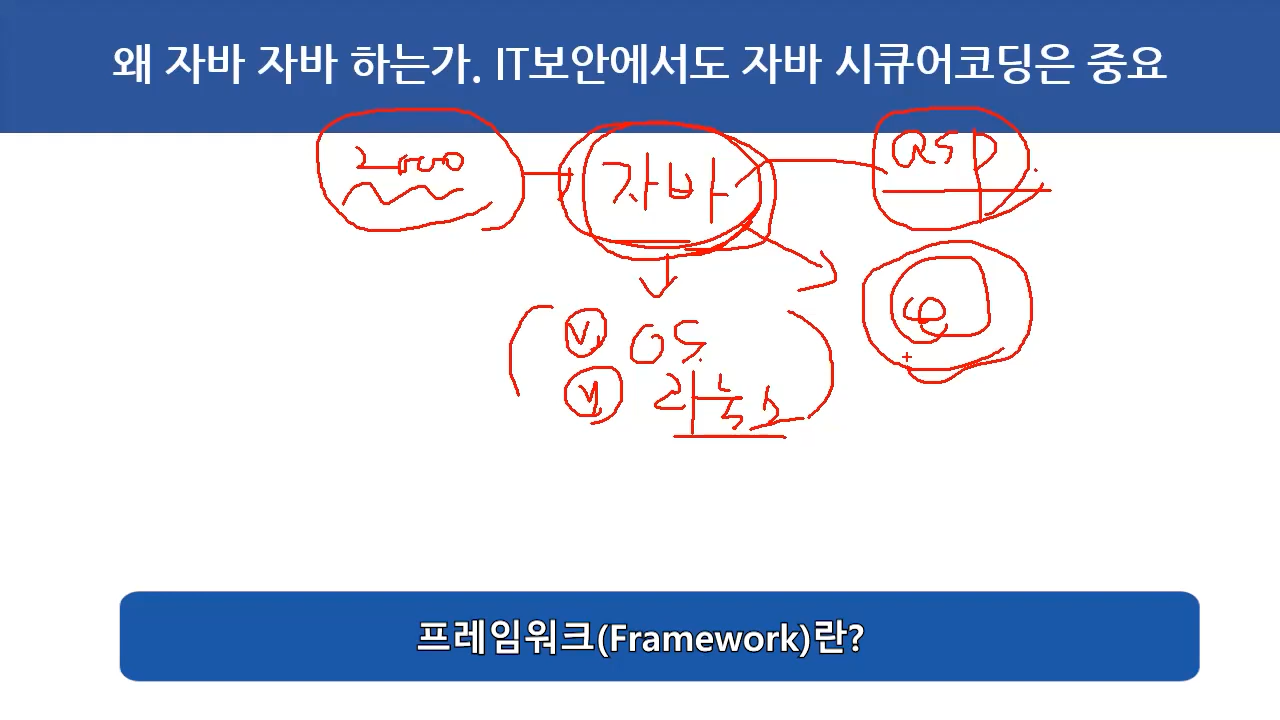 왜 자바 자바 하는가. IT보안에서도 자바 시큐어코딩은 중요
2000 자바 asp
e
V OS
V 리눅스
프레임워크(Framework)란?